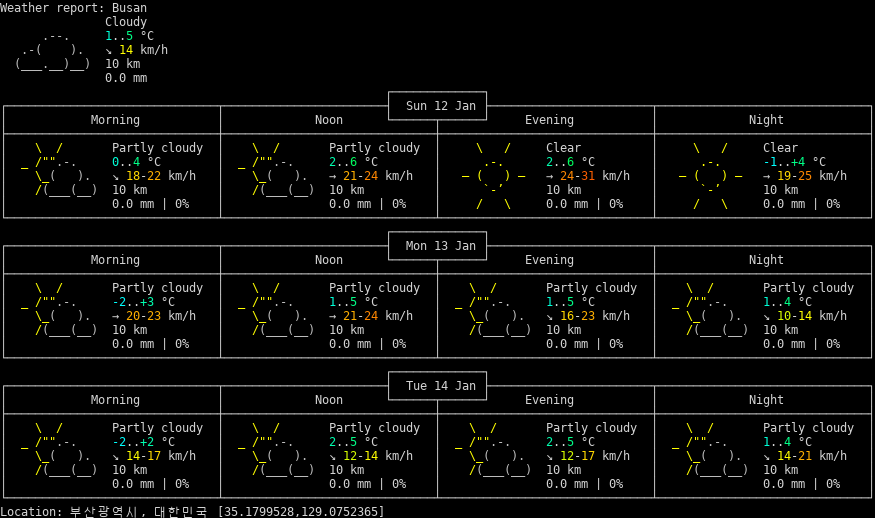 Weather report: Busan
Cloudy
1..5 °C
↘ 14 km/h
10 km
0.0 mm
Sun 12 Jan
Morning Noon Evening Night
Partly cloudy Partly cloudy Clear Clear
0..4 °C 2..6 °C 2..6 °C -1..+4 °C
↘ 18-22 km/h → 21-24 km/h → 24-31 km/h → 19-25 km/h
10 km 10 km 10 km 10 km
0.0 mm | 0% 0.0 mm | 0% 0.0 mm | 0% 0.0 mm | 0%
Mon 13 Jan
Morning Noon Evening Night
Partly cloudy Partly cloudy Partly cloudy Partly cloudy
-2..+3 °C 1..5 °C 1..5 °C 1..4 °C
→ 20-23 km/h → 21-24 km/h ↘ 16-23 km/h ↘ 10-14 km/h
10 km 10 km 10 km 10 km
0.0 mm | 0% 0.0 mm | 0% 0.0 mm | 0% 0.0 mm | 0%
Tue 14 Jan
Morning Noon Evening Night
Partly cloudy Partly cloudy Partly cloudy Partly cloudy
-2..+2 °C 2..5 °C 2..5 °C 1..4 °C
↘ 14-17 km/h ↘ 12-14 km/h ↘ 12-17 km/h ↘ 14-21 km/h
10 km 10 km 10 km 10 km
0.0 mm | 0% 0.0 mm | 0% 0.0 mm | 0% 0.0 mm | 0%
Location: 부산광역시, 대한민국 [35.1799528,129.0752365]